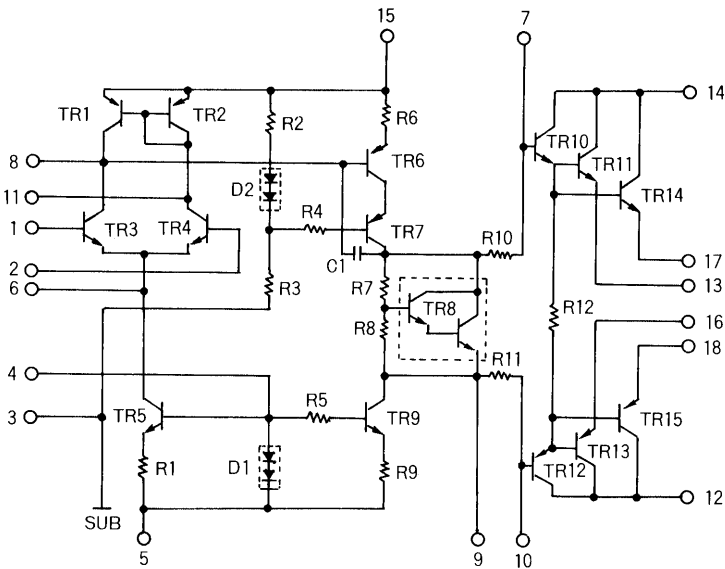 15
7
14
TR1
TR2
R2
R6
TR10
TR11
8
TR6
D2
TR14
11
R4
TR7
1
TR3
TR4
R10
17
2
C1
13
6
R3
R7
TR8
R12
16
R8
18
4
R11
R5
TR5
TR9
TR15
3
TR13
TR12
R1
D1
R9
12
SUB
5
9
10